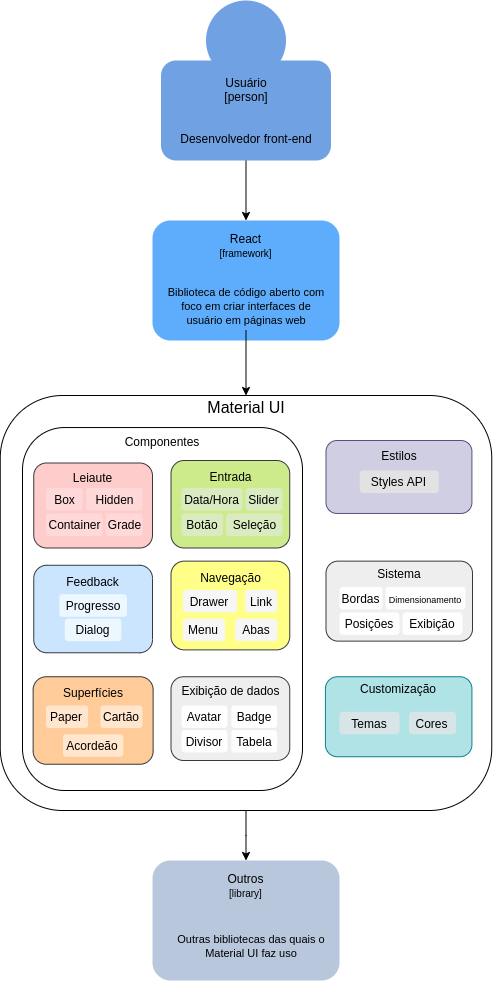 Usuário
[person]
Desenvolvedor front-end
React
[framework]
Biblioteca de código aberto com
foco em criar interfaces de
usuário em páginas web
Material UI
Componentes
Leiaute
Box Hidden
Container Grade
Entrada
Data/Hora Slider
Botão Seleção
Estilos
Styles API
Feedback
Progresso
Dialog
Navegação
Drawer Link
Menu Abas
Sistema
Bordas Dimensionamento
Posições Exibição
Superfícies
Paper Cartão
Acordeão
Exibição de dados
Avatar Badge
Divisor Tabela
Customização
Temas Cores
Outros
[library]
Outras bibliotecas das quais o
Material UI faz uso